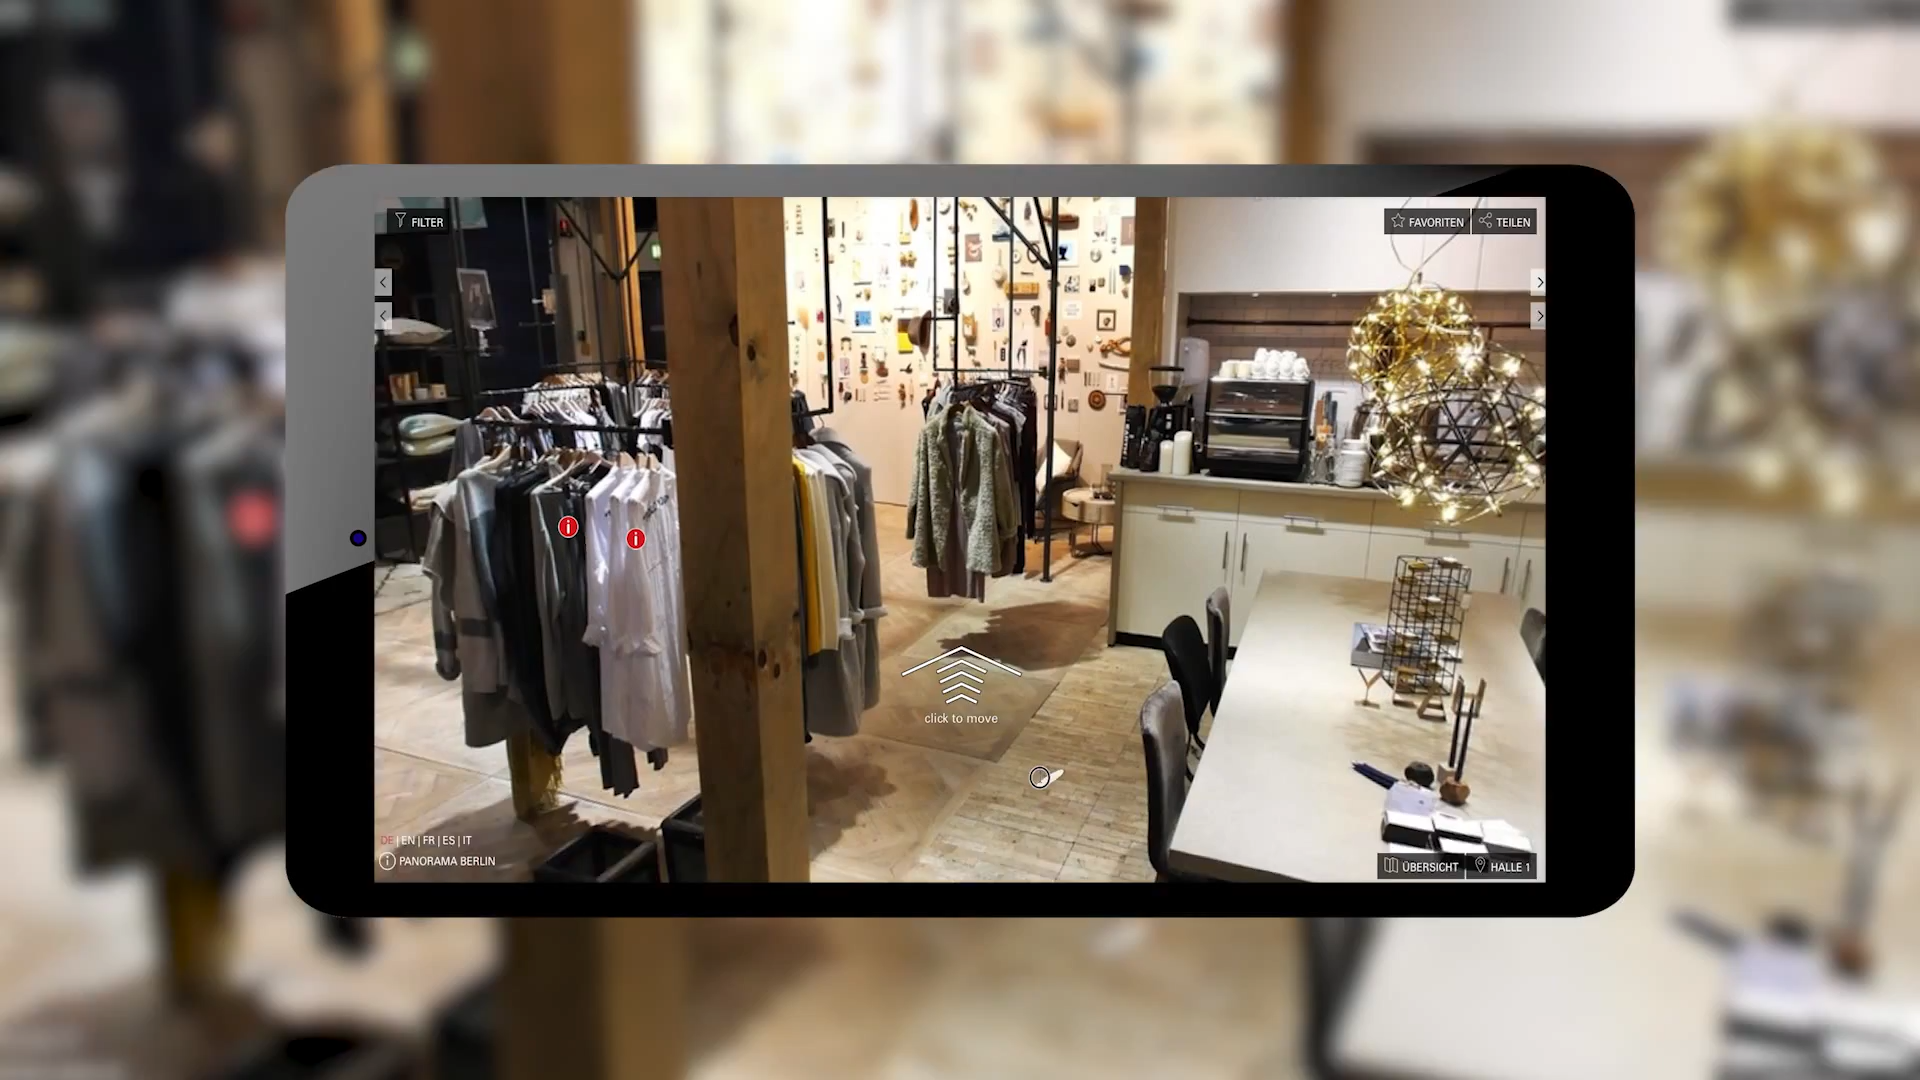 FILTER
FAVORITEN
TEILEN
click to move
DE | EN | FR | ES | IT
PANORAMA BERLIN
ÜBERSICHT
HALLE 1